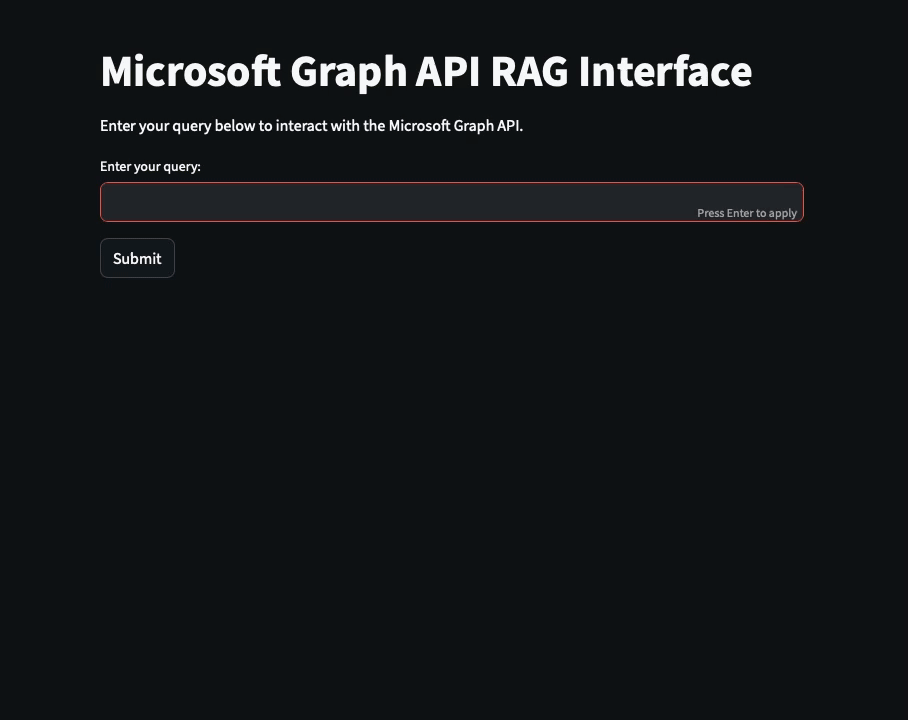 Microsoft Graph API RAG Interface
Enter your query below to interact with the Microsoft Graph API.
Enter your query:
Press Enter to apply
Submit